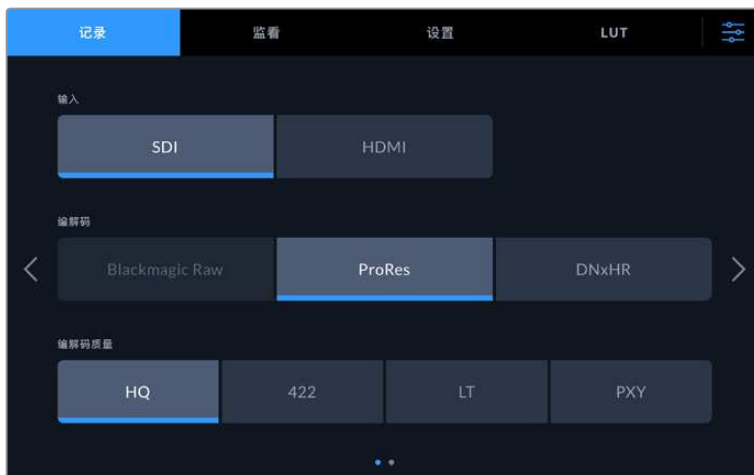 记录 监看 设置 LUT
输入
SDI HDMI
编解码
Blackmagic Raw ProRes DNxHR
编解码质量
HQ 422 LT PXY